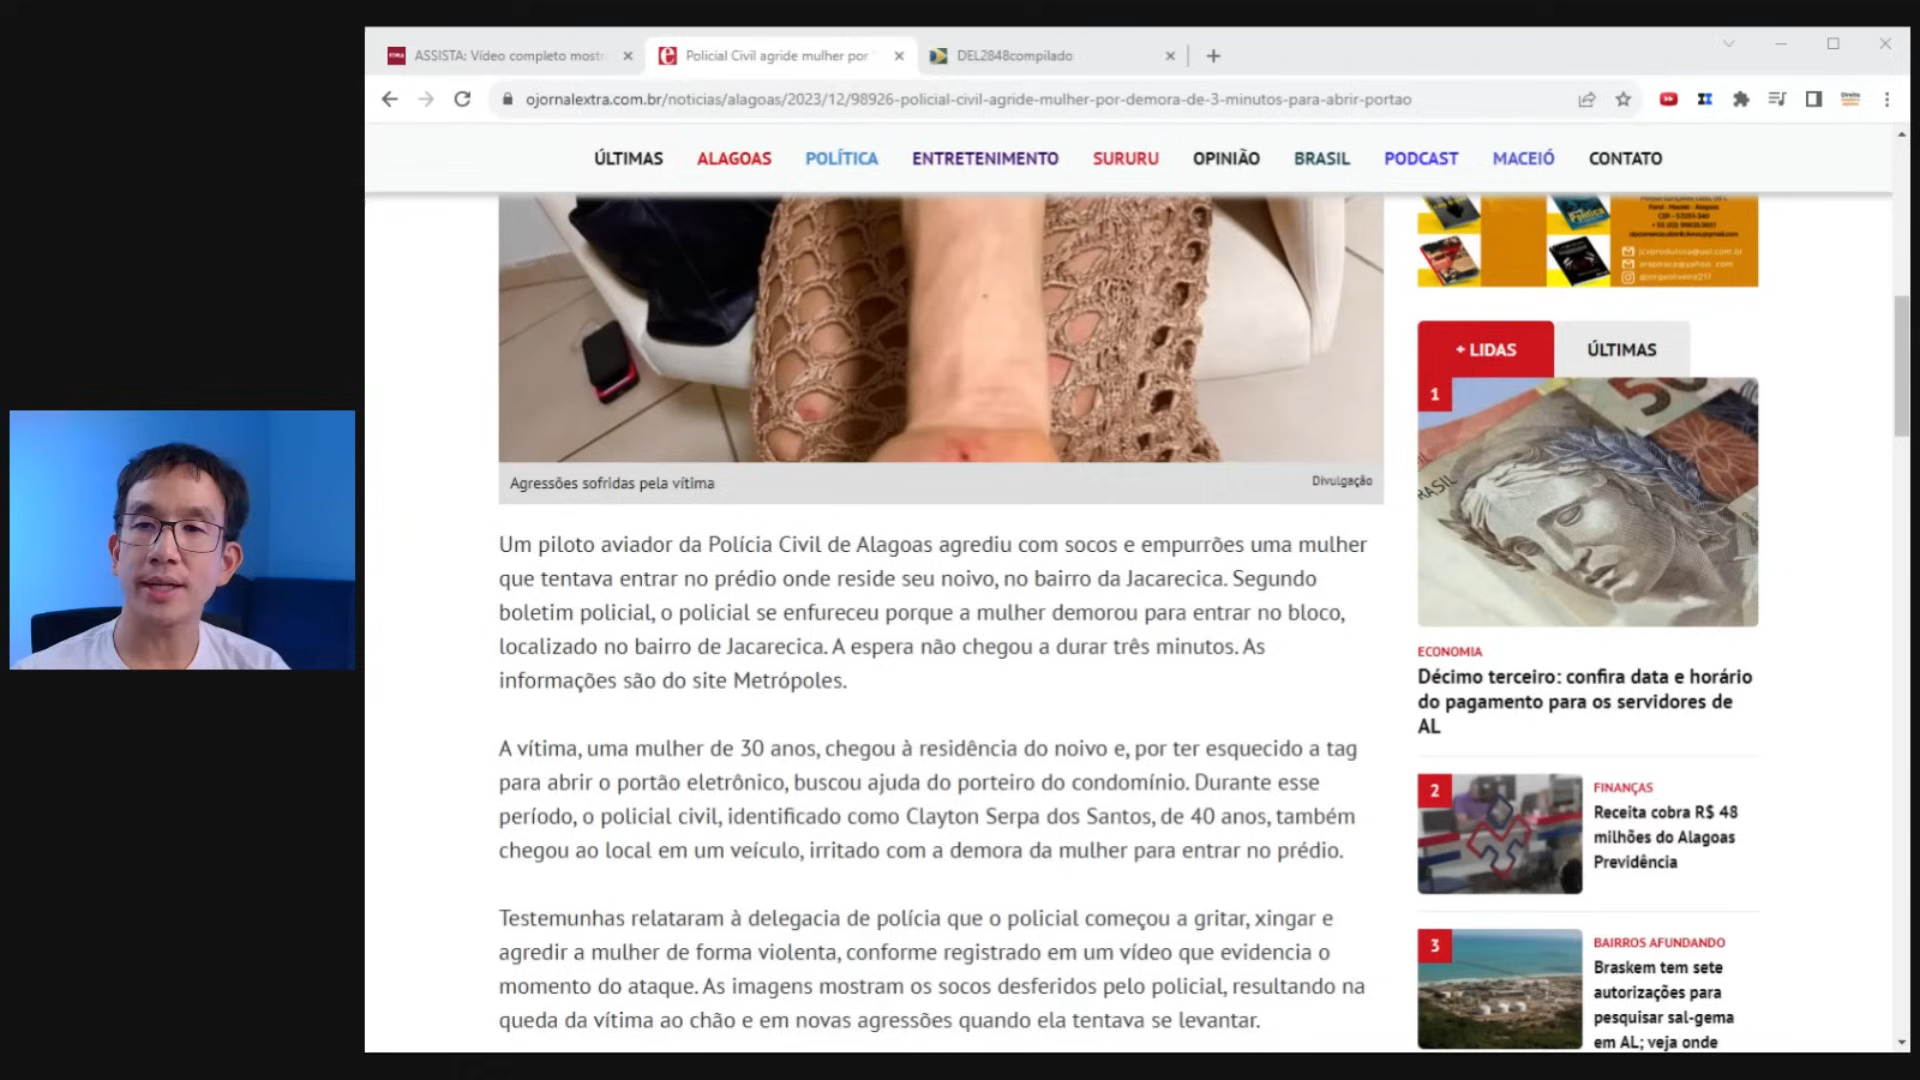 ASSISTA: Vídeo completo most
Policial Civil agride mulher por
DEL2848compilado
ojornalextra.com.br/noticias/alagoas/2023/12/98926-policial-civil-agride-mulher-por-demora-de-3-minutos-para-abrir-portao
ÚLTIMAS ALAGOAS POLÍTICA ENTRETENIMENTO SURURU OPINIÃO BRASIL PODCAST MACEIÓ CONTATO
Agressões sofridas pela vítima
Divulgação
Um piloto aviador da Polícia Civil de Alagoas agrediu com socos e empurrões uma mulher
que tentava entrar no prédio onde reside seu noivo, no bairro da Jacarecica. Segundo
boletim policial, o policial se enfureceu porque a mulher demorou para entrar no bloco,
localizado no bairro de Jacarecica. A espera não chegou a durar três minutos. As
informações são do site Metrópoles.
A vítima, uma mulher de 30 anos, chegou à residência do noivo e, por ter esquecido a tag
para abrir o portão eletrônico, buscou ajuda do porteiro do condomínio. Durante esse
período, o policial civil, identificado como Clayton Serpa dos Santos, de 40 anos, também
chegou ao local em um veículo, irritado com a demora da mulher para entrar no prédio.
Testemunhas relataram à delegacia de polícia que o policial começou a gritar, xingar e
agredir a mulher de forma violenta, conforme registrado em um vídeo que evidencia o
momento do ataque. As imagens mostram os socos desferidos pelo policial, resultando na
queda da vítima ao chão e em novas agressões quando ela tentava se levantar.
+ LIDAS
ÚLTIMAS
1
ECONOMIA
Décimo terceiro: confira data e horário
do pagamento para os servidores de
AL
2
FINANÇAS
Receita cobra R$ 48
milhões do Alagoas
Previdência
3
BAIRROS AFUNDANDO
Braskem tem sete
autorizações para
pesquisar sal-gema
em AL; veja onde